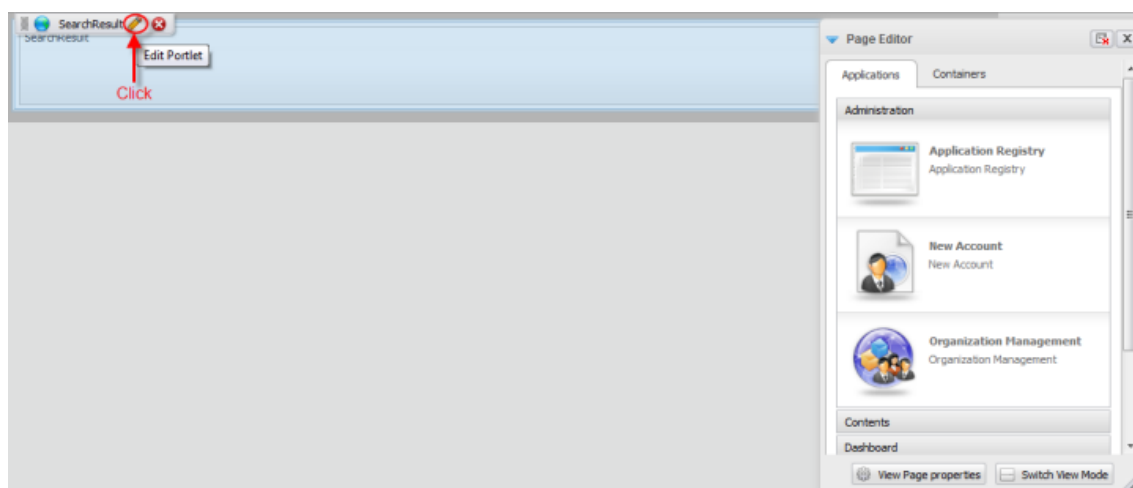 SearchResult
SearchResult
Edit Portlet
Click
Page Editor
Applications
Containers
Administration
Application Registry
Application Registry
New Account
New Account
Organization Management
Organization Management
Contents
Dashboard
View Page properties
Switch View Mode